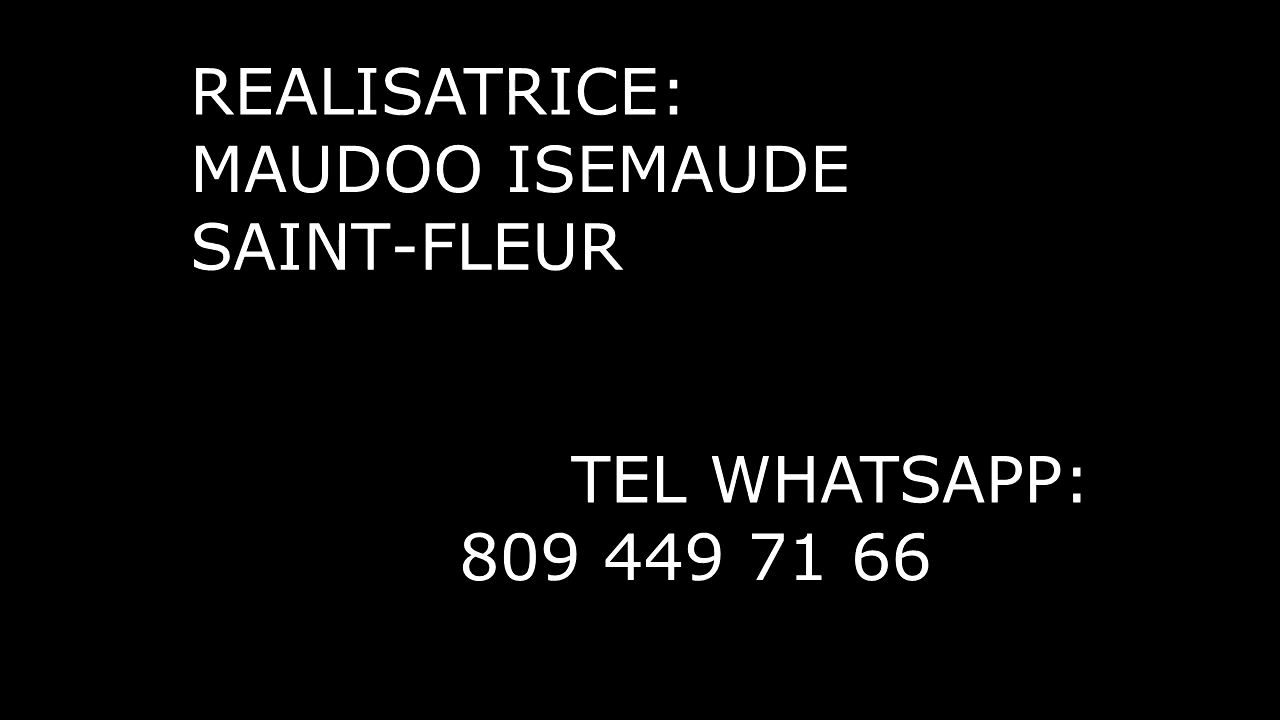 REALISATRICE:
MAUDOO ISEMAUDE
SAINT-FLEUR
TEL WHATSAPP:
809 449 71 66